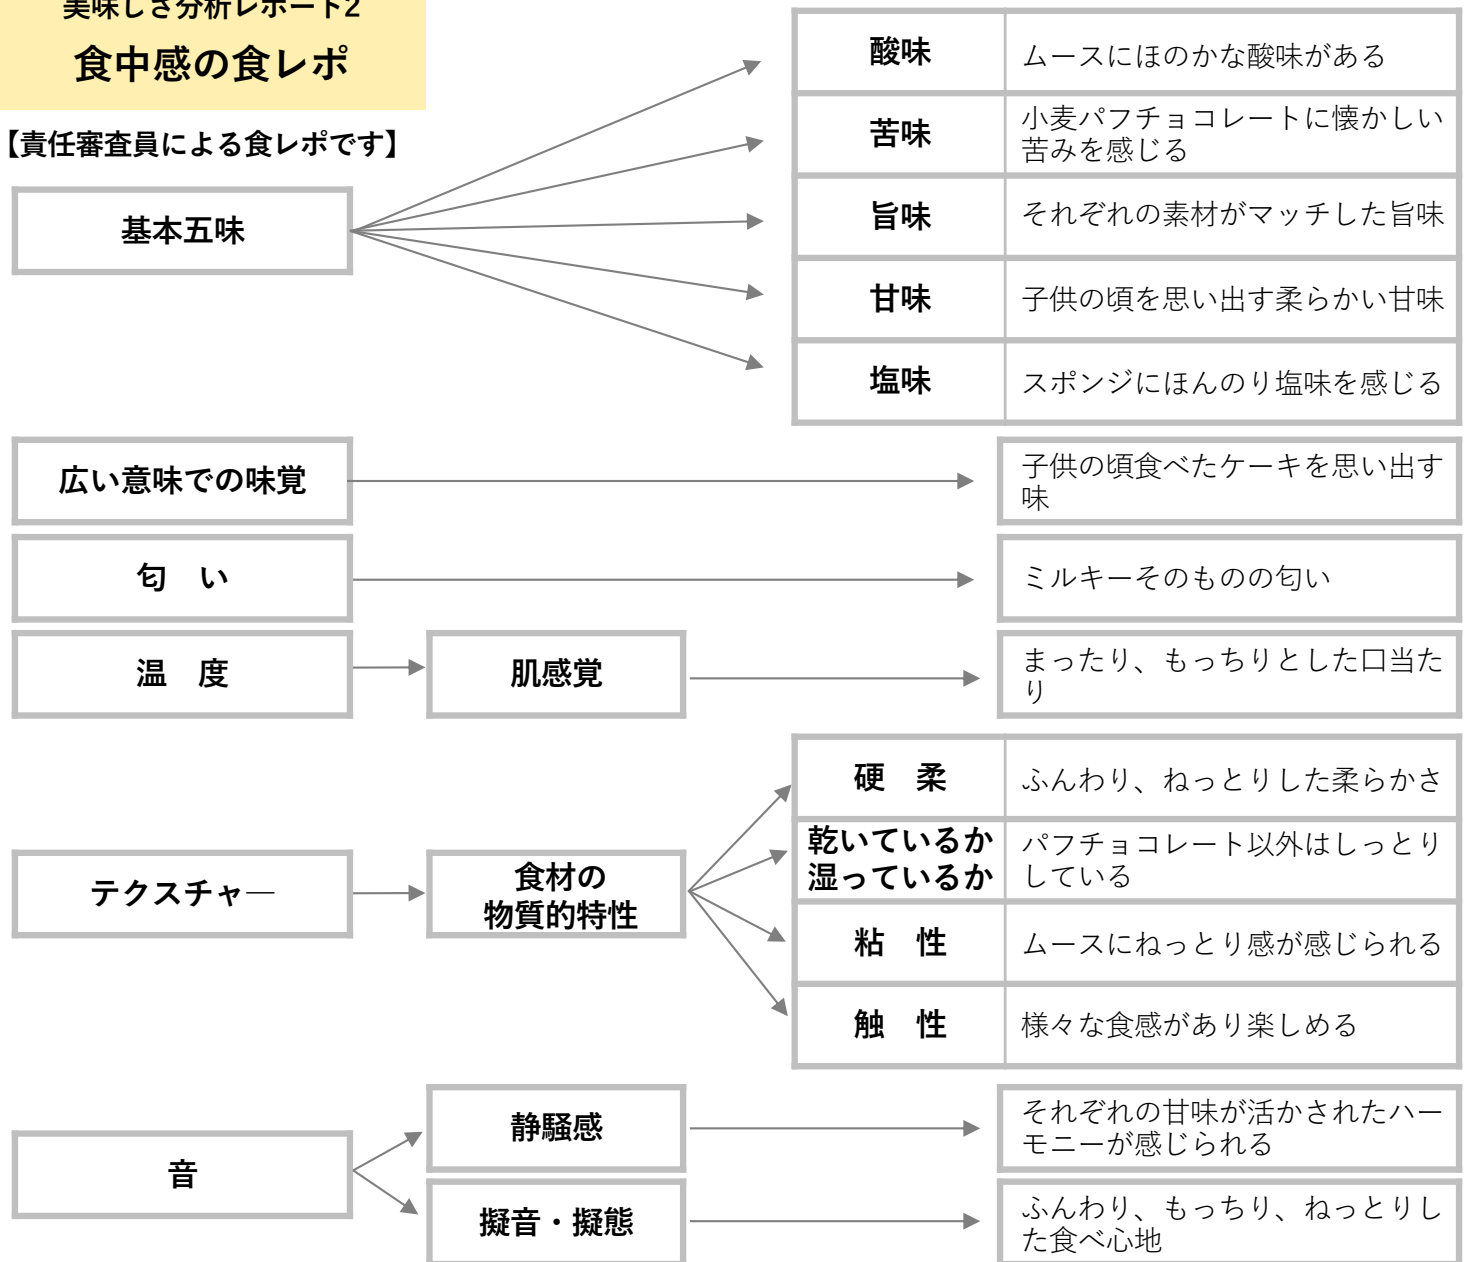 美味しさ分析レポート2
食中感の食レポ
【責任審査員による食レポです】
基本五味
酸味
ムースにほのかな酸味がある
苦味
小麦パフチョコレートに懐かしい
苦みを感じる
旨味
それぞれの素材がマッチした旨味
甘味
子供の頃を思い出す柔らかい甘味
塩味
スポンジにほんのり塩味を感じる
広い意味での味覚
子供の頃食べたケーキを思い出す
味
匂　い
ミルキーそのものの匂い
温　度
肌感覚
まったり、もっちりとした口当た
り
テクスチャ―
食材の
物質的特性
硬　柔
ふんわり、ねっとりした柔らかさ
乾いているか
湿っているか
パフチョコレート以外はしっとり
している
粘　性
ムースにねっとり感が感じられる
触　性
様々な食感があり楽しめる
音
静騒感
それぞれの甘味が活かされたハー
モニーが感じられる
擬音・擬態
ふんわり、もっちり、ねっとりし
た食べ心地